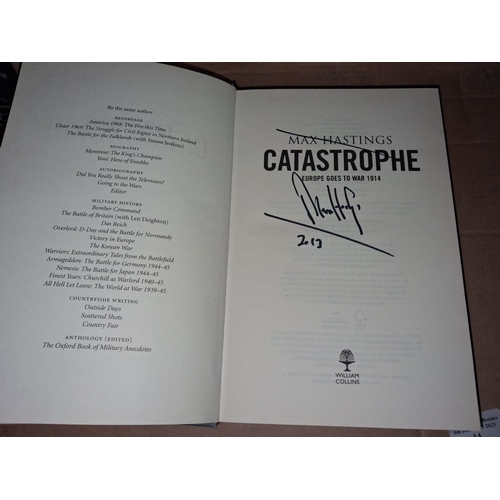 By the same author
REPORTAGE
America 1968: The Fire this Time
Ulster 1969: The Struggle for Civil Rights in Northern Ireland
The Battle for the Falklands (with Simon Jenkins)
BIOGRAPHY
Montrose: The King's Champion
Yoni: Hero of Entebbe
AUTOBIOGRAPHY
Did You Really Shoot the Television?
Going to the Wars
Editor
MILITARY HISTORY
Bomber Command
The Battle of Britain (with Len Deighton)
Das Reich
Overlord: D-Day and the Battle for Normandy
Victory in Europe
The Korean War
Warriors: Extraordinary Tales from the Battlefield
Armageddon: The Battle for Germany 1944–45
Nemesis: The Battle for Japan 1944–45
Finest Years: Churchill as Warlord 1940–45
All Hell Let Loose: The World at War 1939–45
COUNTRYSIDE WRITING
Outside Days
Scattered Shots
Country Fair
ANTHOLOGY (EDITED)
The Oxford Book of Military Anecdotes
MAX HASTINGS
CATASTROPHE
EUROPE GOES TO WAR 1914
Max Hastings
2013
WILLIAM
COLLINS